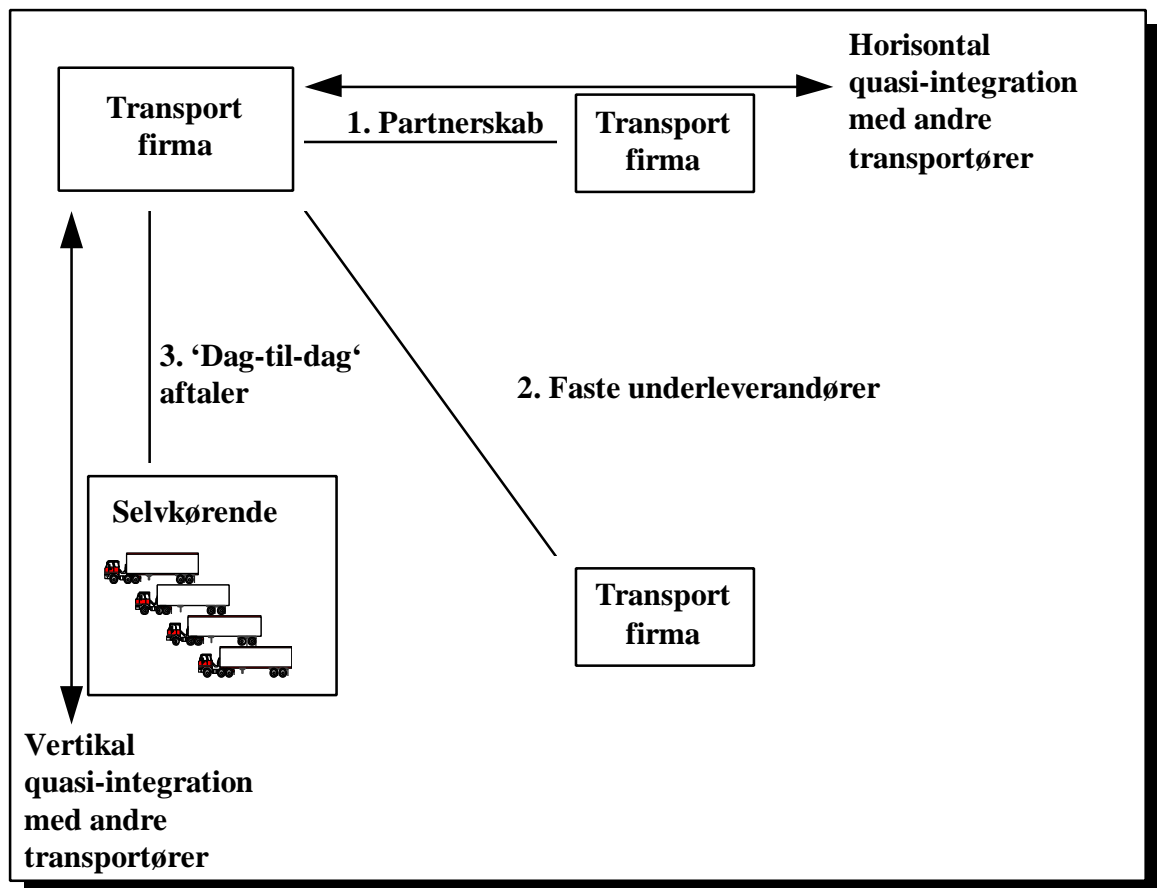 Transport
firma
1. Partnerskab
Transport
firma
Horisontal
quasi-integration
med andre
transportører
3. ‘Dag-til-dag‘
aftaler
2. Faste underleverandører
Selvkørende
Transport
firma
Vertikal
quasi-integration
med andre
transportører